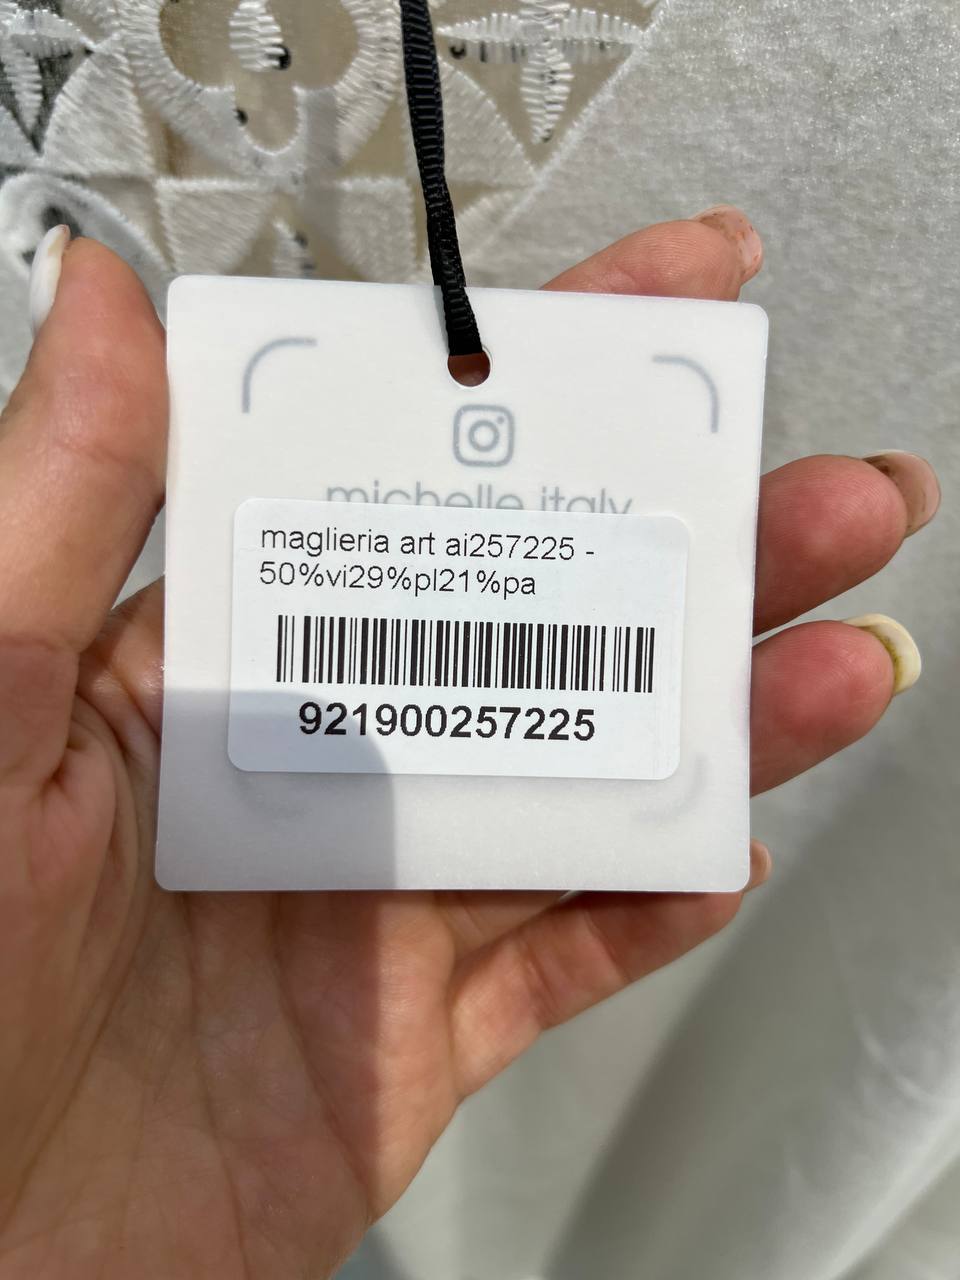 michelle italy
maglieria art ai257225 -
50%vi29%pl21%pa
921900257225